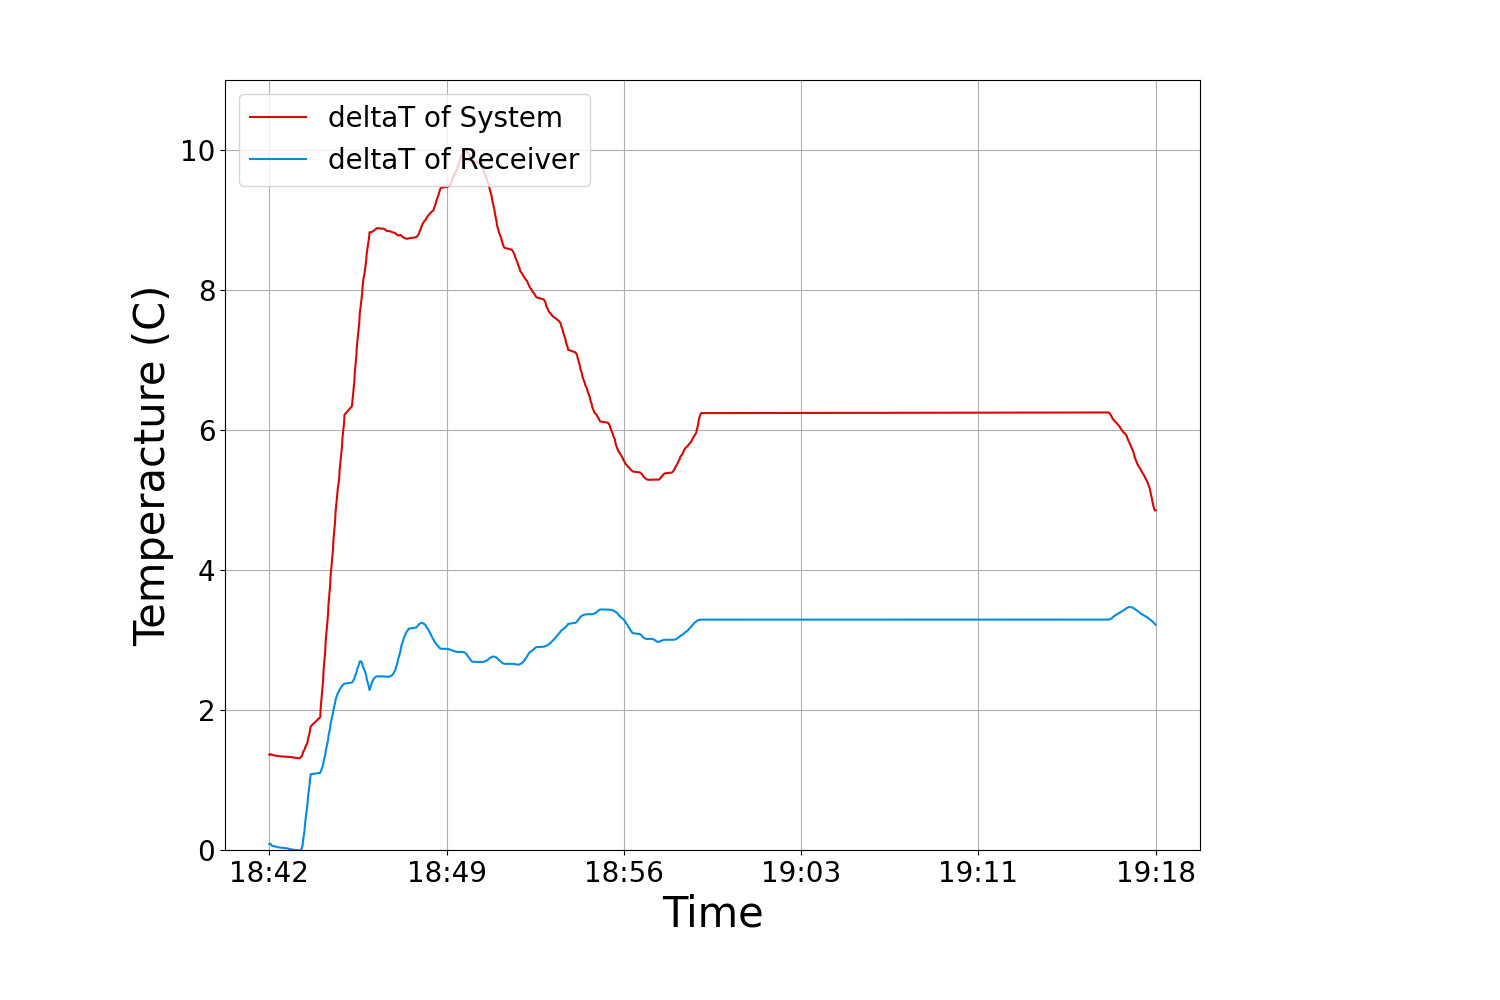 deltaT of System
deltaT of Receiver
10
8
6
4
2
0
Temperacture (C)
18:42 18:49 18:56 19:03 19:11 19:18
Time